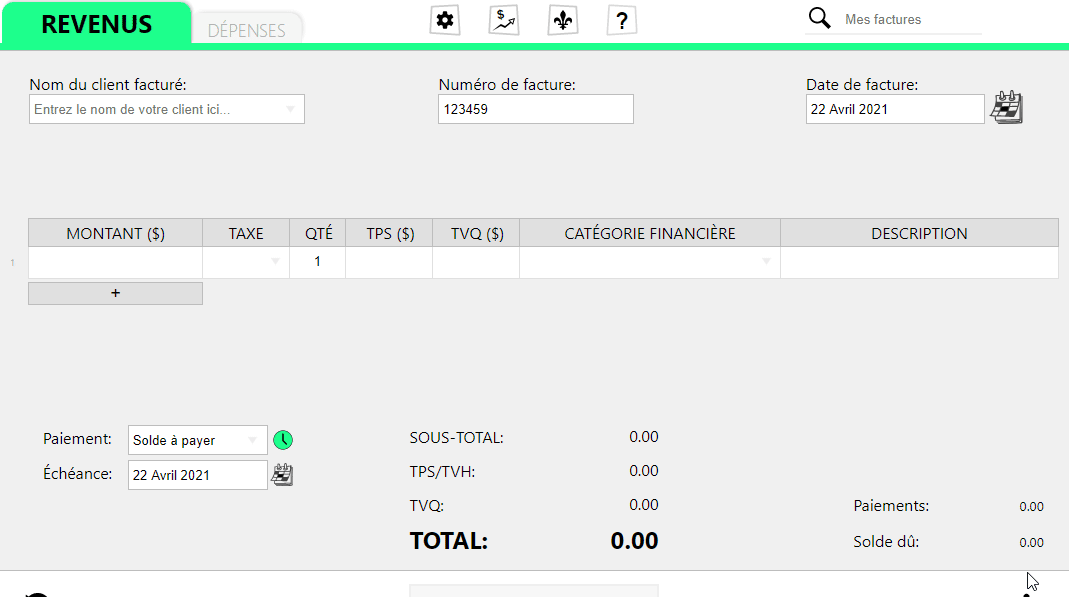 REVENUS
DÉPENSES
$
?
Mes factures
Nom du client facturé:
Numéro de facture:
Date de facture:
Entrez le nom de votre client ici...
123459
22 Avril 2021
MONTANT ($) TAXE QTÉ TPS ($) TVQ ($) CATÉGORIE FINANCIÈRE DESCRIPTION
1 1
+
Paiement: Solde à payer
Échéance: 22 Avril 2021
SOUS-TOTAL: 0.00
TPS/TVH: 0.00
TVQ: 0.00
TOTAL: 0.00
Paiements: 0.00
Solde dû: 0.00